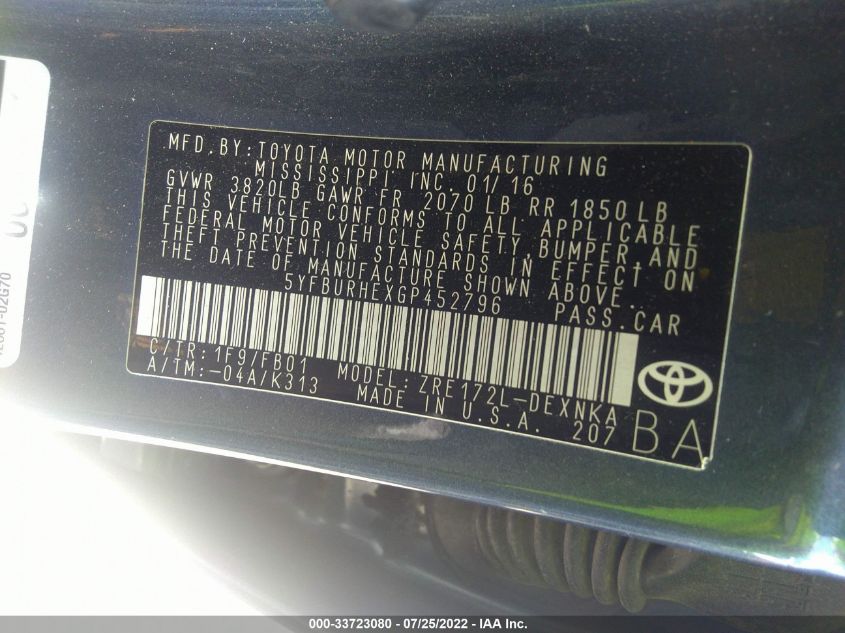 MFD. BY: TOYOTA MOTOR MANUFACTURING
MISSISSIPPI, INC. 01/16
GVWR 3820LB GAWR FR 2070 LB RR 1850 LB
THIS VEHICLE CONFORMS TO ALL APPLICABLE
FEDERAL MOTOR VEHICLE SAFETY,BUMPER,AND
THEFT PREVENTION STANDARDS IN EFFECT ON
THE DATE OF MANUFACTURE SHOWN ABOVE.
5YFBURHEXGP452796 PASS.CAR
C/TR:1F9/FB01 MODEL: ZRE172L-DEXNKA
A/TM:-04A/K313 MADE IN U.S.A. 207
BA
000-33723080 - 07/25/2022 - IAA Inc.